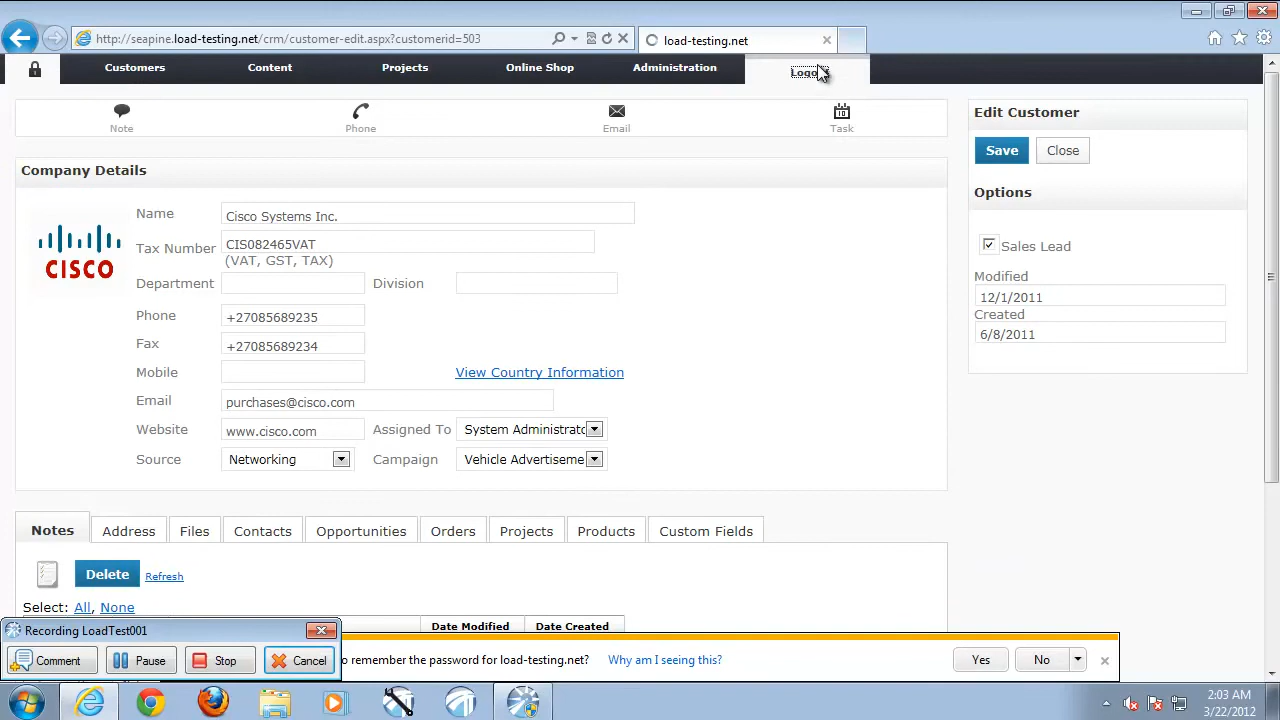 http://seapine.load-testing.net/crm/customer-edit.aspx?customerid=503
load-testing.net
Customers
Content
Projects
Online Shop
Administration
Note
Phone
Email
Task
Edit Customer
Save
Close
Company Details
Options
Name
Cisco Systems Inc.
CISCO
Tax Number
CIS082465VAT
(VAT, GST, TAX)
Sales Lead
Department
Division
Modified
12/1/2011
Phone
+27085689235
Created
6/8/2011
Fax
+27085689234
Mobile
View Country Information
Email
purchases@cisco.com
Website
www.cisco.com
Assigned To
System
Source
Networking
Campaign
Vehicle
Notes
Address
Files
Contacts
Opportunities
Orders
Projects
Products
Custom Fields
Delete
Refresh
Select: All, None
Date Modified
Date Created
Recording LoadTest001
Comment
Pause
Stop
Cancel
o remember the password for load-testing.net?
Why am I seeing this?
Yes
No
2:03 AM
3/22/2012